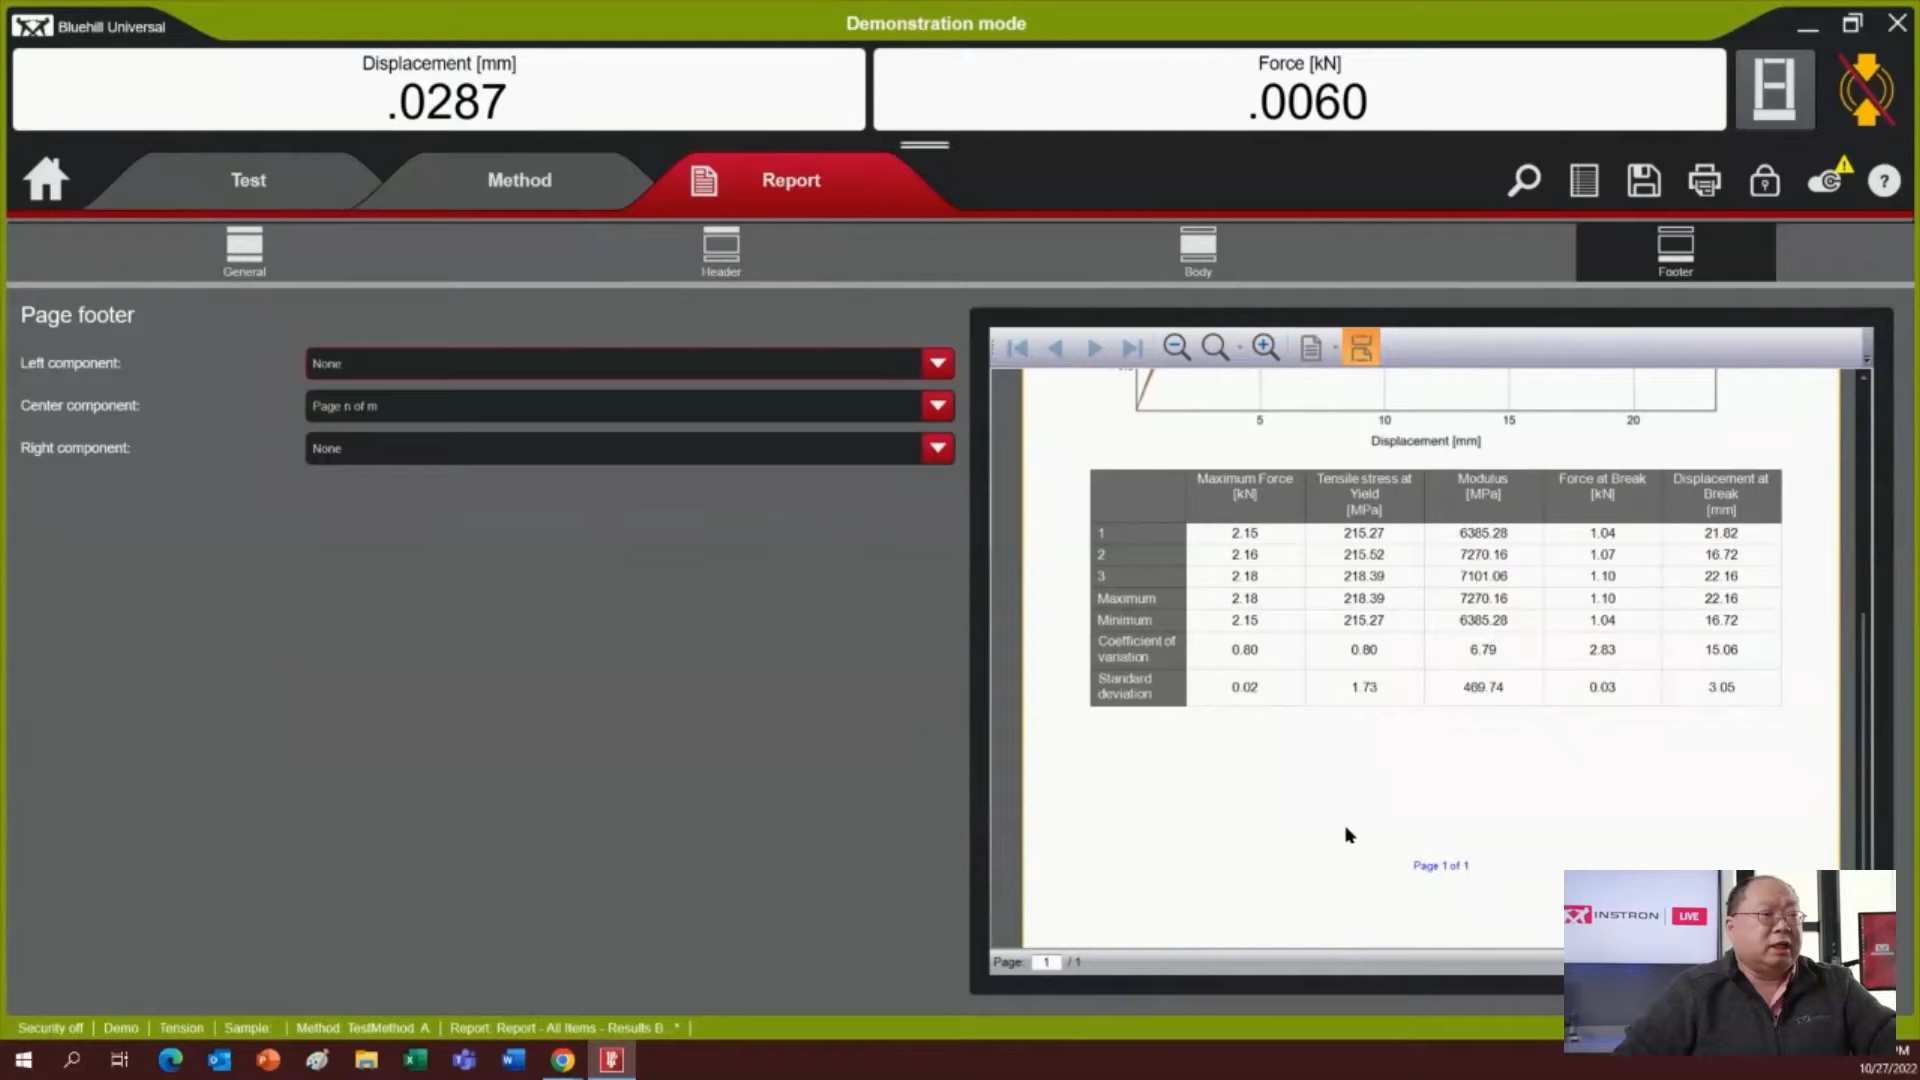 Bluehill Universal
Demonstration mode
Displacement [mm]
.0287
Force [kN]
.0060
Test
Method
Report
?
General
Header
Body
Footer
Page footer
Left component:
None
Center component:
Page n of m
Right component:
None
5 10 15 20
Displacement [mm]
Maximum Force [kN] Tensile stress at Yield [MPa] Modulus [MPa] Force at Break [kN] Displacement at Break [mm]
1 2.15 215.27 6385.28 1.04 21.82
2 2.16 215.52 7270.16 1.07 16.72
3 2.18 218.39 7101.06 1.10 22.16
Maximum 2.18 218.39 7270.16 1.10 22.16
Minimum 2.15 215.27 6385.28 1.04 16.72
Coefficient of variation 0.80 0.80 6.79 2.83 15.06
Standard deviation 0.02 1.73 469.74 0.03 3.05
Page 1 of 1
Page: 1 / 1
INSTRON LIVE
Security off | Demo | Tension | Sample: | Method: TestMethod_A | Report: Report - All Items - Results B...* |
PM
10/27/2022